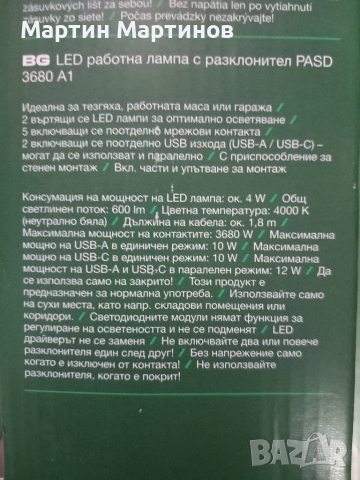 zásuvkových líšt za sebou! / Bez napätia len po vytiahnutí
zásuvky zo siete! / Počas prevádzky nezakrývajte!
Мартин Мартинов
BG LED работна лампа с разклонител PASD
3680 A1
Идеална за тезгяха, работната маса или гаража /
2 въртящи се LED лампи за оптимално осветяване /
5 включващи се поотделно мрежови контакта /
2 включващи се поотделно USB изхода (USB-A / USB-C) –
могат да се използват и паралелно / С приспособление за
стенен монтаж / Вкл. части и упътване за монтаж
Консумация на мощност на LED лампа: ок. 4 W / Общ
светлинен поток: 600 lm / Цветна температура: 4000 K
(неутрално бяла) / Дължина на кабела: ок. 1,8 m /
Максимална мощност на контакта: 3680 W / Максимална
мощно на USB-A в единичен режим: 10 W / Максимална
мощно на USB-C в единичен режим: 10 W / Максимална
мощност на USB-A и USB-C в паралелен режим: 12 W / Да
се използва само на закрито! / Този продукт е
предназначен за нормална употреба. / Използвайте само
на сухи места, като напр. складови помещения или
коридори. / Светодиодните модули нямат функция за
регулиране на осветеността и не се подменят / LED
драйверът не се заменя / Не включвайте два или повече
разклонителя един след друг! / Без напрежение само
когато е изключен от контакта! / Не използвайте
разклонителя, когато е покрит!
bazar